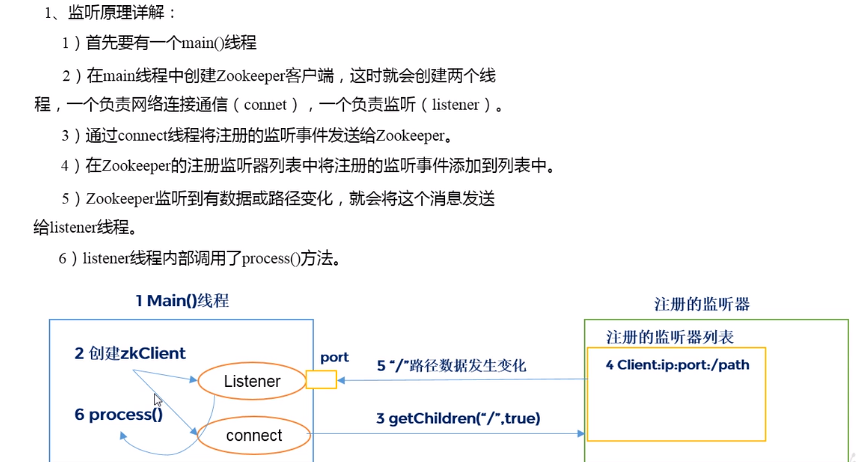 1、监听原理详解：
1）首先要有一个main()线程
2）在main线程中创建Zookeeper客户端，这时就会创建两个线
程，一个负责网络连接通信（connet），一个负责监听（listener）。
3）通过connect线程将注册的监听事件发送给Zookeeper。
4）在Zookeeper的注册监听器列表中将注册的监听事件添加到列表中。
5）Zookeeper监听到有数据或路径变化，就会将这个消息发送
给listener线程。
6）listener线程内部调用了process()方法。
1 Main()线程
注册的监听器
2 创建zkClient
port
注册的监听器列表
Listener
5 “/”路径数据发生变化
4 Client:ip:port:/path
6 process()
connect
3 getChildren(“/”,true)